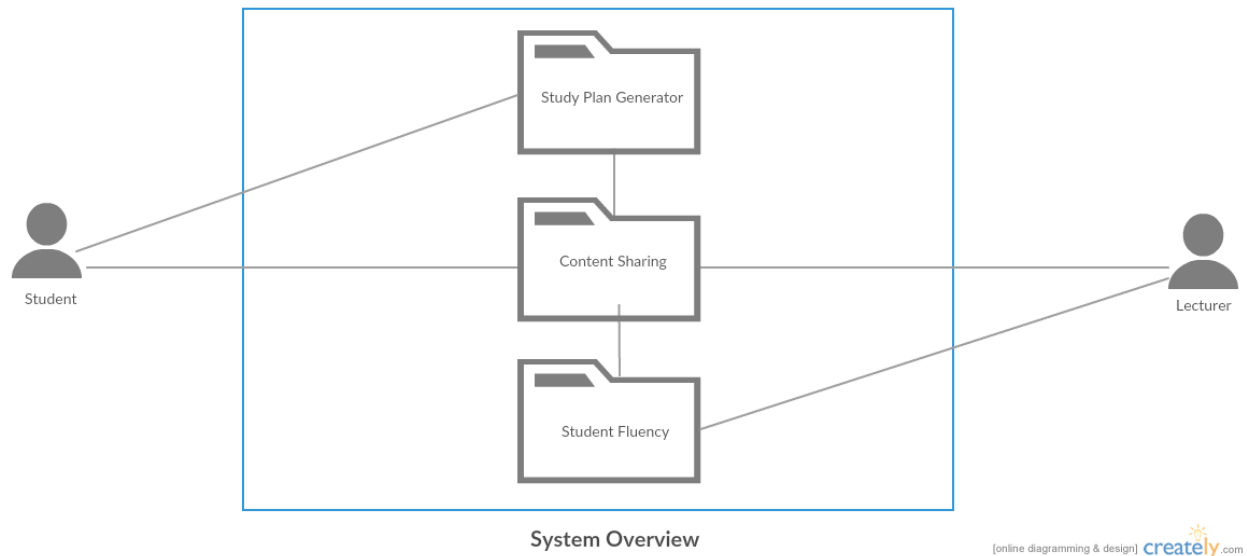 Study Plan Generator
Content Sharing
Student
Lecturer
Student Fluency
System Overview
[online diagramming & design] creately.com